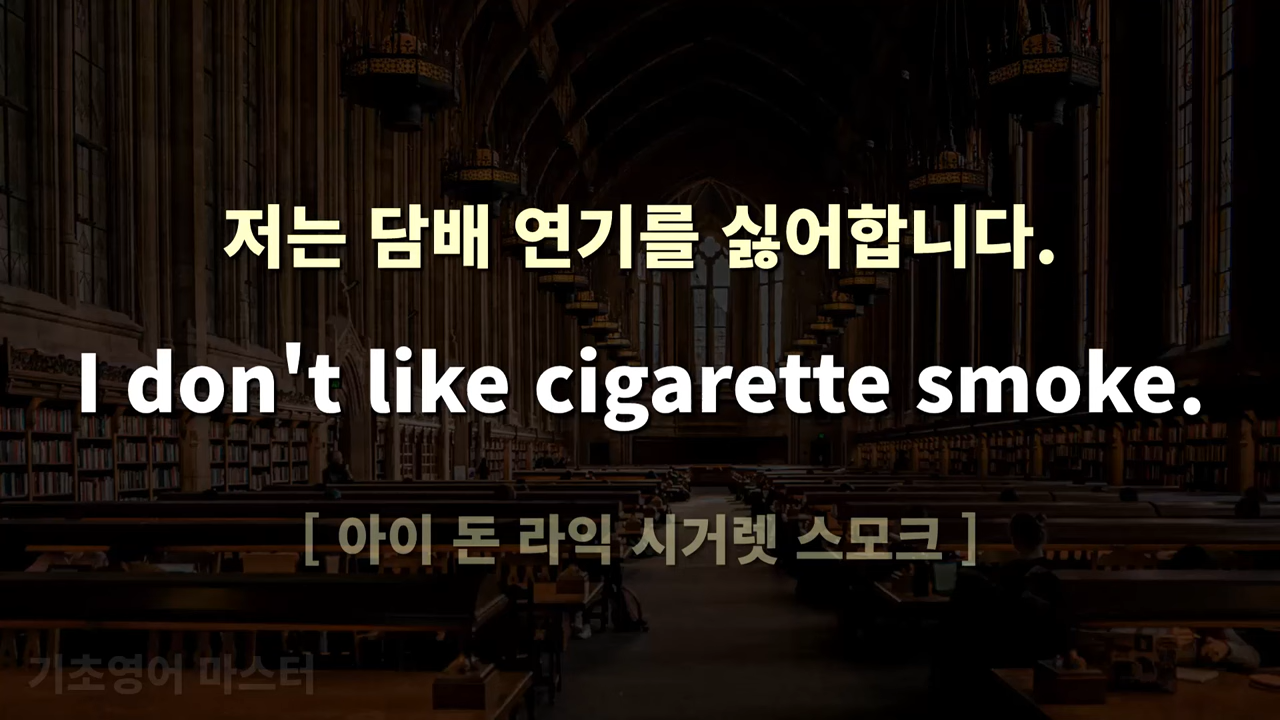 저는 담배 연기를 싫어합니다.
I don't like cigarette smoke.
[ 아이 돈 라익 시거렛 스모크 ]
기초영어 마스터